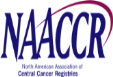 NAACCR
North American Association of
Central Cancer Registries